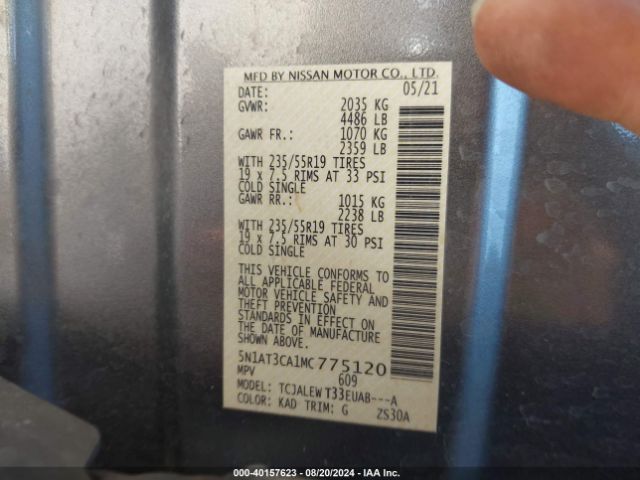 MFD BY NISSAN MOTOR CO., LTD.
DATE: 05/21
GVWR: 2035 KG
4486 LB
GAWR FR.: 1070 KG
2359 LB
WITH 235/55R19 TIRES
19 x 7.5 RIMS AT 33 PSI
COLD SINGLE
GAWR RR.: 1015 KG
2238 LB
WITH 235/55R19 TIRES
19 x 7.5 RIMS AT 30 PSI
COLD SINGLE
THIS VEHICLE CONFORMS TO
ALL APPLICABLE FEDERAL
MOTOR VEHICLE SAFETY AND
THEFT PREVENTION
STANDARDS IN EFFECT ON
THE DATE OF MANUFACTURE
5N1AT3CA1MC775120
MPV 609
MODEL: TCJALEWT33EUAB---A
COLOR: KAD TRIM: G ZS30A
000-40157623 - 08/20/2024 - IAA Inc.